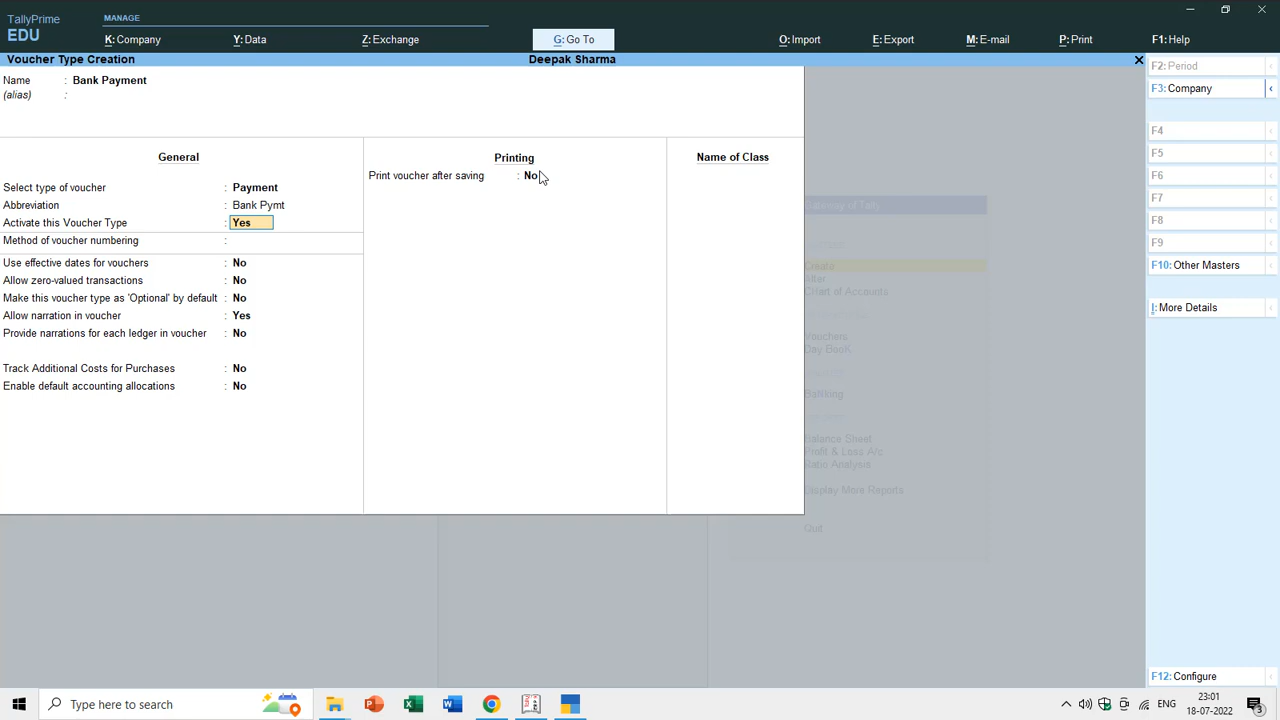 TallyPrime
EDU
MANAGE
K: Company
Y: Data
Z: Exchange
G: Go To
O: Import
E: Export
M: E-mail
P: Print
F1: Help
Voucher Type Creation
Deepak Sharma
Name : Bank Payment
(alias) :
General
Select type of voucher : Payment
Abbreviation : Bank Pymt
Activate this Voucher Type : Yes
Method of voucher numbering :
Use effective dates for vouchers : No
Allow zero-valued transactions : No
Make this voucher type as 'Optional' by default : No
Allow narration in voucher : Yes
Provide narrations for each ledger in voucher : No
Track Additional Costs for Purchases : No
Enable default accounting allocations : No
Printing
Print voucher after saving : No
Name of Class
Create
Alter
CHart of Accounts
Vouchers
Day Book
Banking
Balance Sheet
Profit & Loss A/c
Ratio Analysis
Display More Reports
Quit
F2: Period
F3: Company
F4
F5
F6
F7
F8
F9
F10: Other Masters
I: More Details
F12: Configure
Type here to search
ENG
23:01
18-07-2022
3